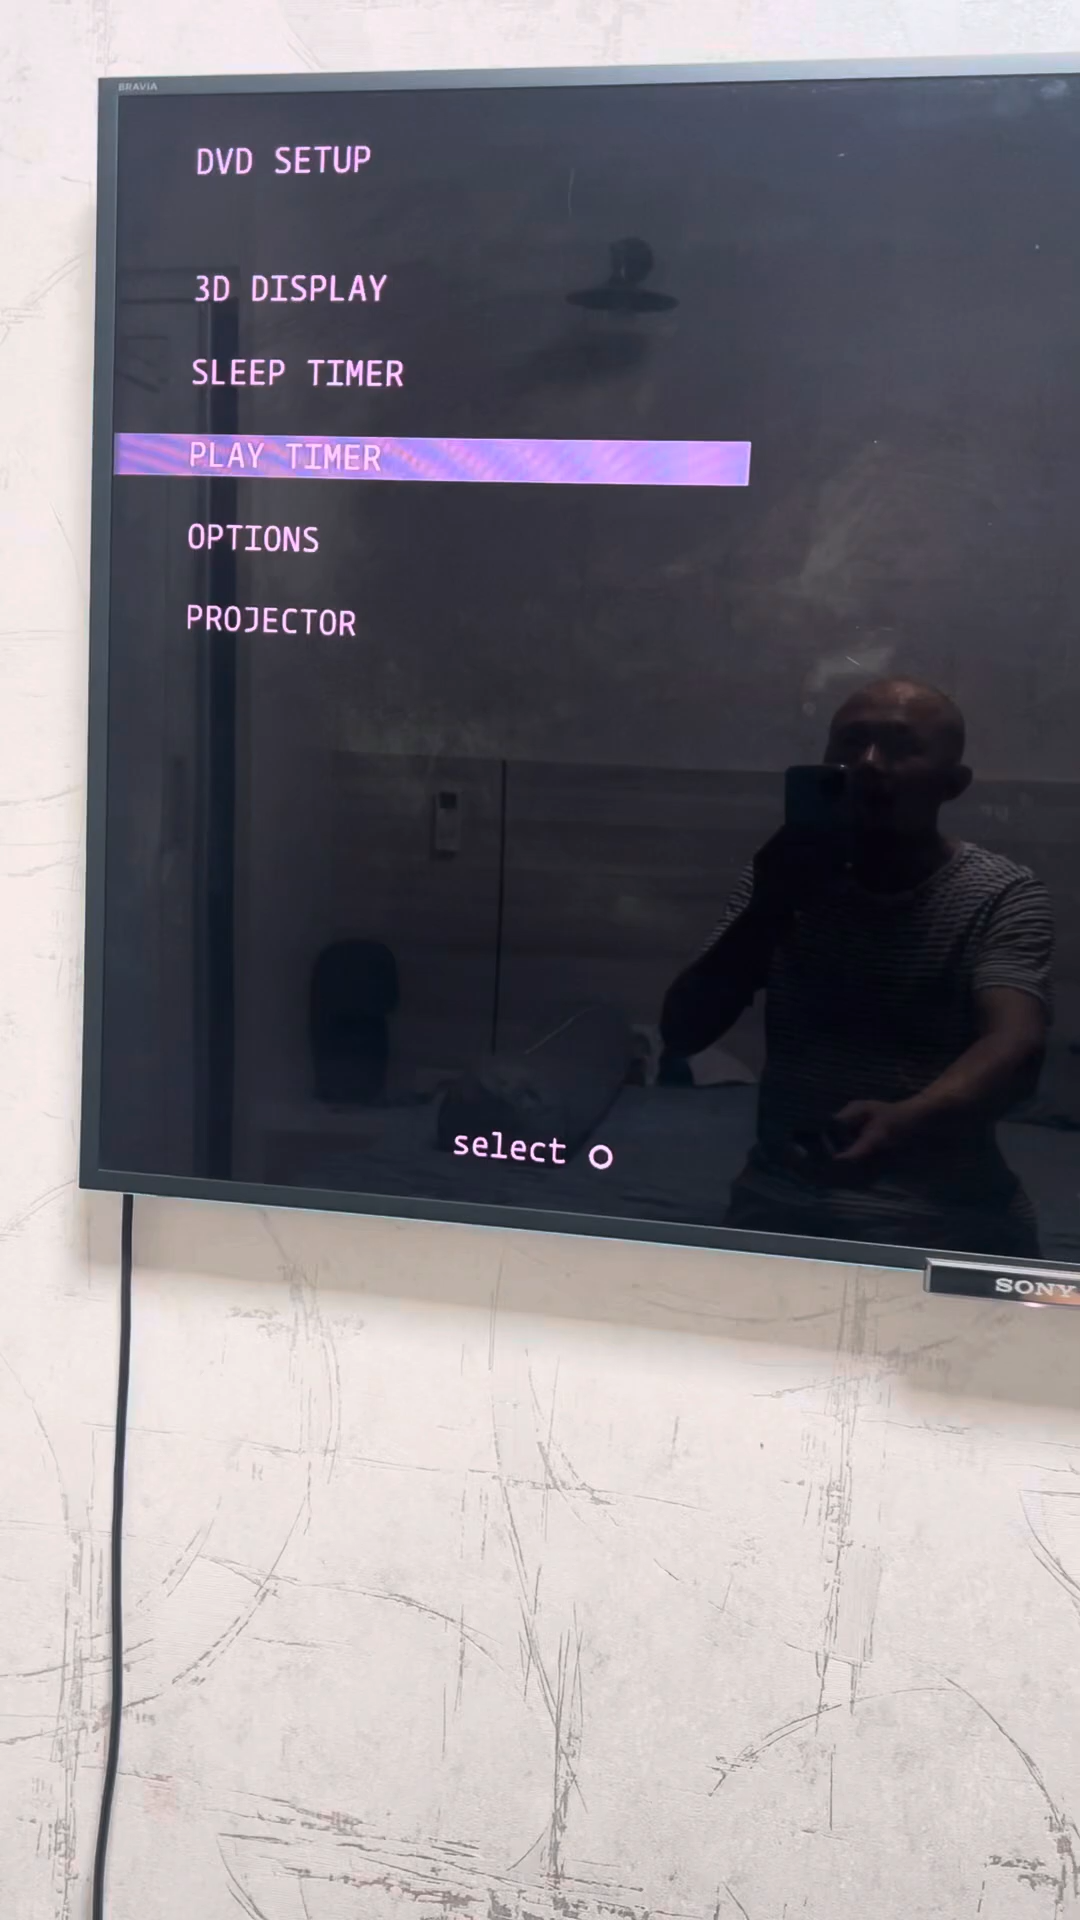 BRAVIA
DVD SETUP
3D DISPLAY
SLEEP TIMER
PLAY TIMER
OPTIONS
PROJECTOR
select
SONY